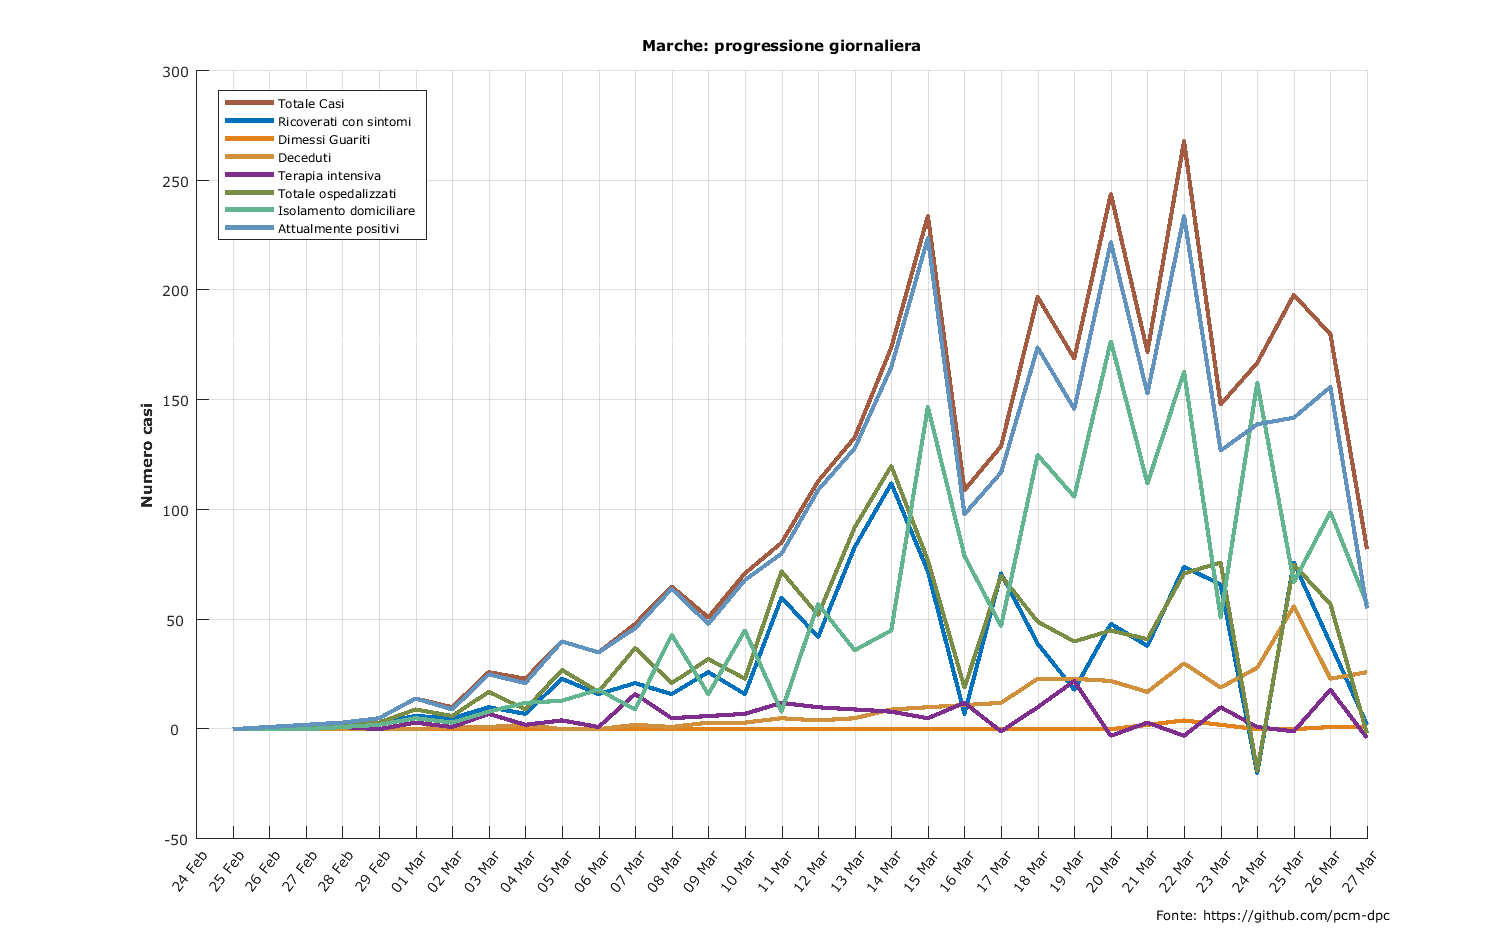 Marche: progressione giornaliera
300
250
200
150
100
50
0
-50
Numero casi
Totale Casi
Ricoverati con sintomi
Dimessi Guariti
Deceduti
Terapia intensiva
Totale ospedalizzati
Isolamento domiciliare
Attualmente positivi
24 Feb
25 Feb
26 Feb
27 Feb
28 Feb
29 Feb
01 Mar
02 Mar
03 Mar
04 Mar
05 Mar
06 Mar
07 Mar
08 Mar
09 Mar
10 Mar
11 Mar
12 Mar
13 Mar
14 Mar
15 Mar
16 Mar
17 Mar
18 Mar
19 Mar
20 Mar
21 Mar
22 Mar
23 Mar
24 Mar
25 Mar
26 Mar
27 Mar
Fonte: https://github.com/pcm-dpc